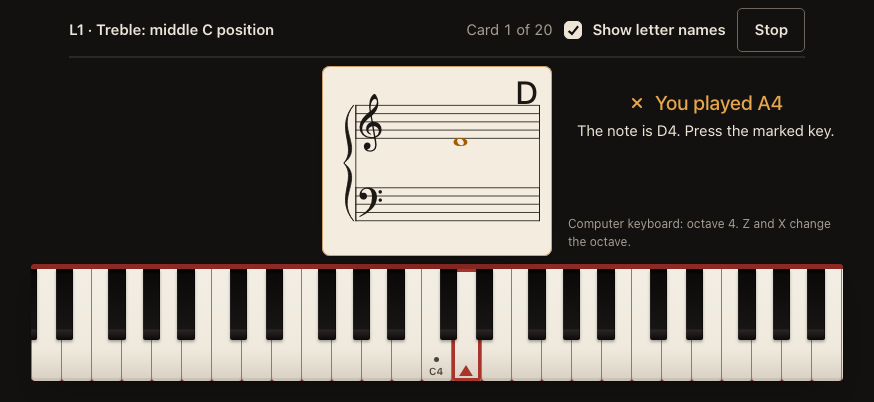 L1 · Treble: middle C position
Card 1 of 20
Show letter names
Stop
D
× You played A4
The note is D4. Press the marked key.
Computer keyboard: octave 4. Z and X change
the octave.
C4